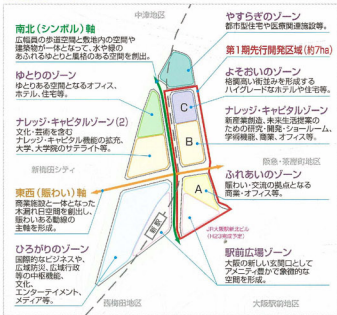 中津地区
南北(シンボル)軸
広幅員の歩道空間と敷地内の空間や
建築物が一体となって、水や緑の
あふれるゆとりと風格のある空間を創出。
ゆとりのゾーン
ゆとりある空間となるオフィス、
ホテル、住宅等。
ナレッジ・キャピタルゾーン(2)
文化・芸術を含む
ナレッジ・キャピタル機能の拡充、
大学、大学院のサテライト等。
新梅田シティ
東西(賑わい)軸
商業施設と一体となった
木漏れ日空間を創出し、
賑わいある動線の
主軸を形成。
ひろがりのゾーン
国際的なビジネスや、
広域防災、広域行政
等の中枢機能、
文化、
エンターテイメント、
メディア等。
西梅田地区
やすらぎのゾーン
都市型住宅や医療関連施設等。
第1期先行開発区域(約7ha)
よそおいのゾーン
格調高い街並みを形成する
ハイグレードなホテルや住宅等。
ナレッジ・キャピタルゾーン
新産業創造、未来生活提案
のための研究・開発・ショールーム、
学術機能、商業、オフィス等。
阪急・茶屋町地区
ふれあいのゾーン
賑わい・交流の拠点となる
商業・オフィス等。
JR大阪駅新北ビル
駅前広場ゾーン
大阪の新しい玄関口として
アメニティ豊かで象徴的な
空間を形成。
大阪駅前地区
C
B
A
新駅